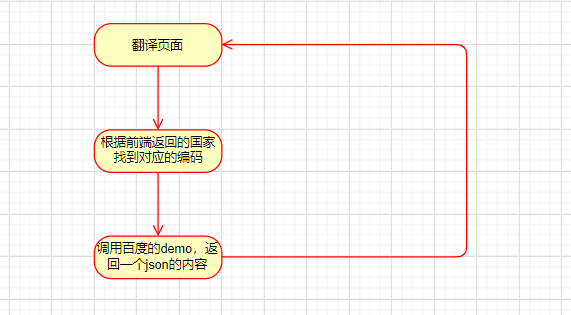 翻译页面
根据前端返回的国家
找到对应的编码
调用百度的demo，返
回一个json的内容